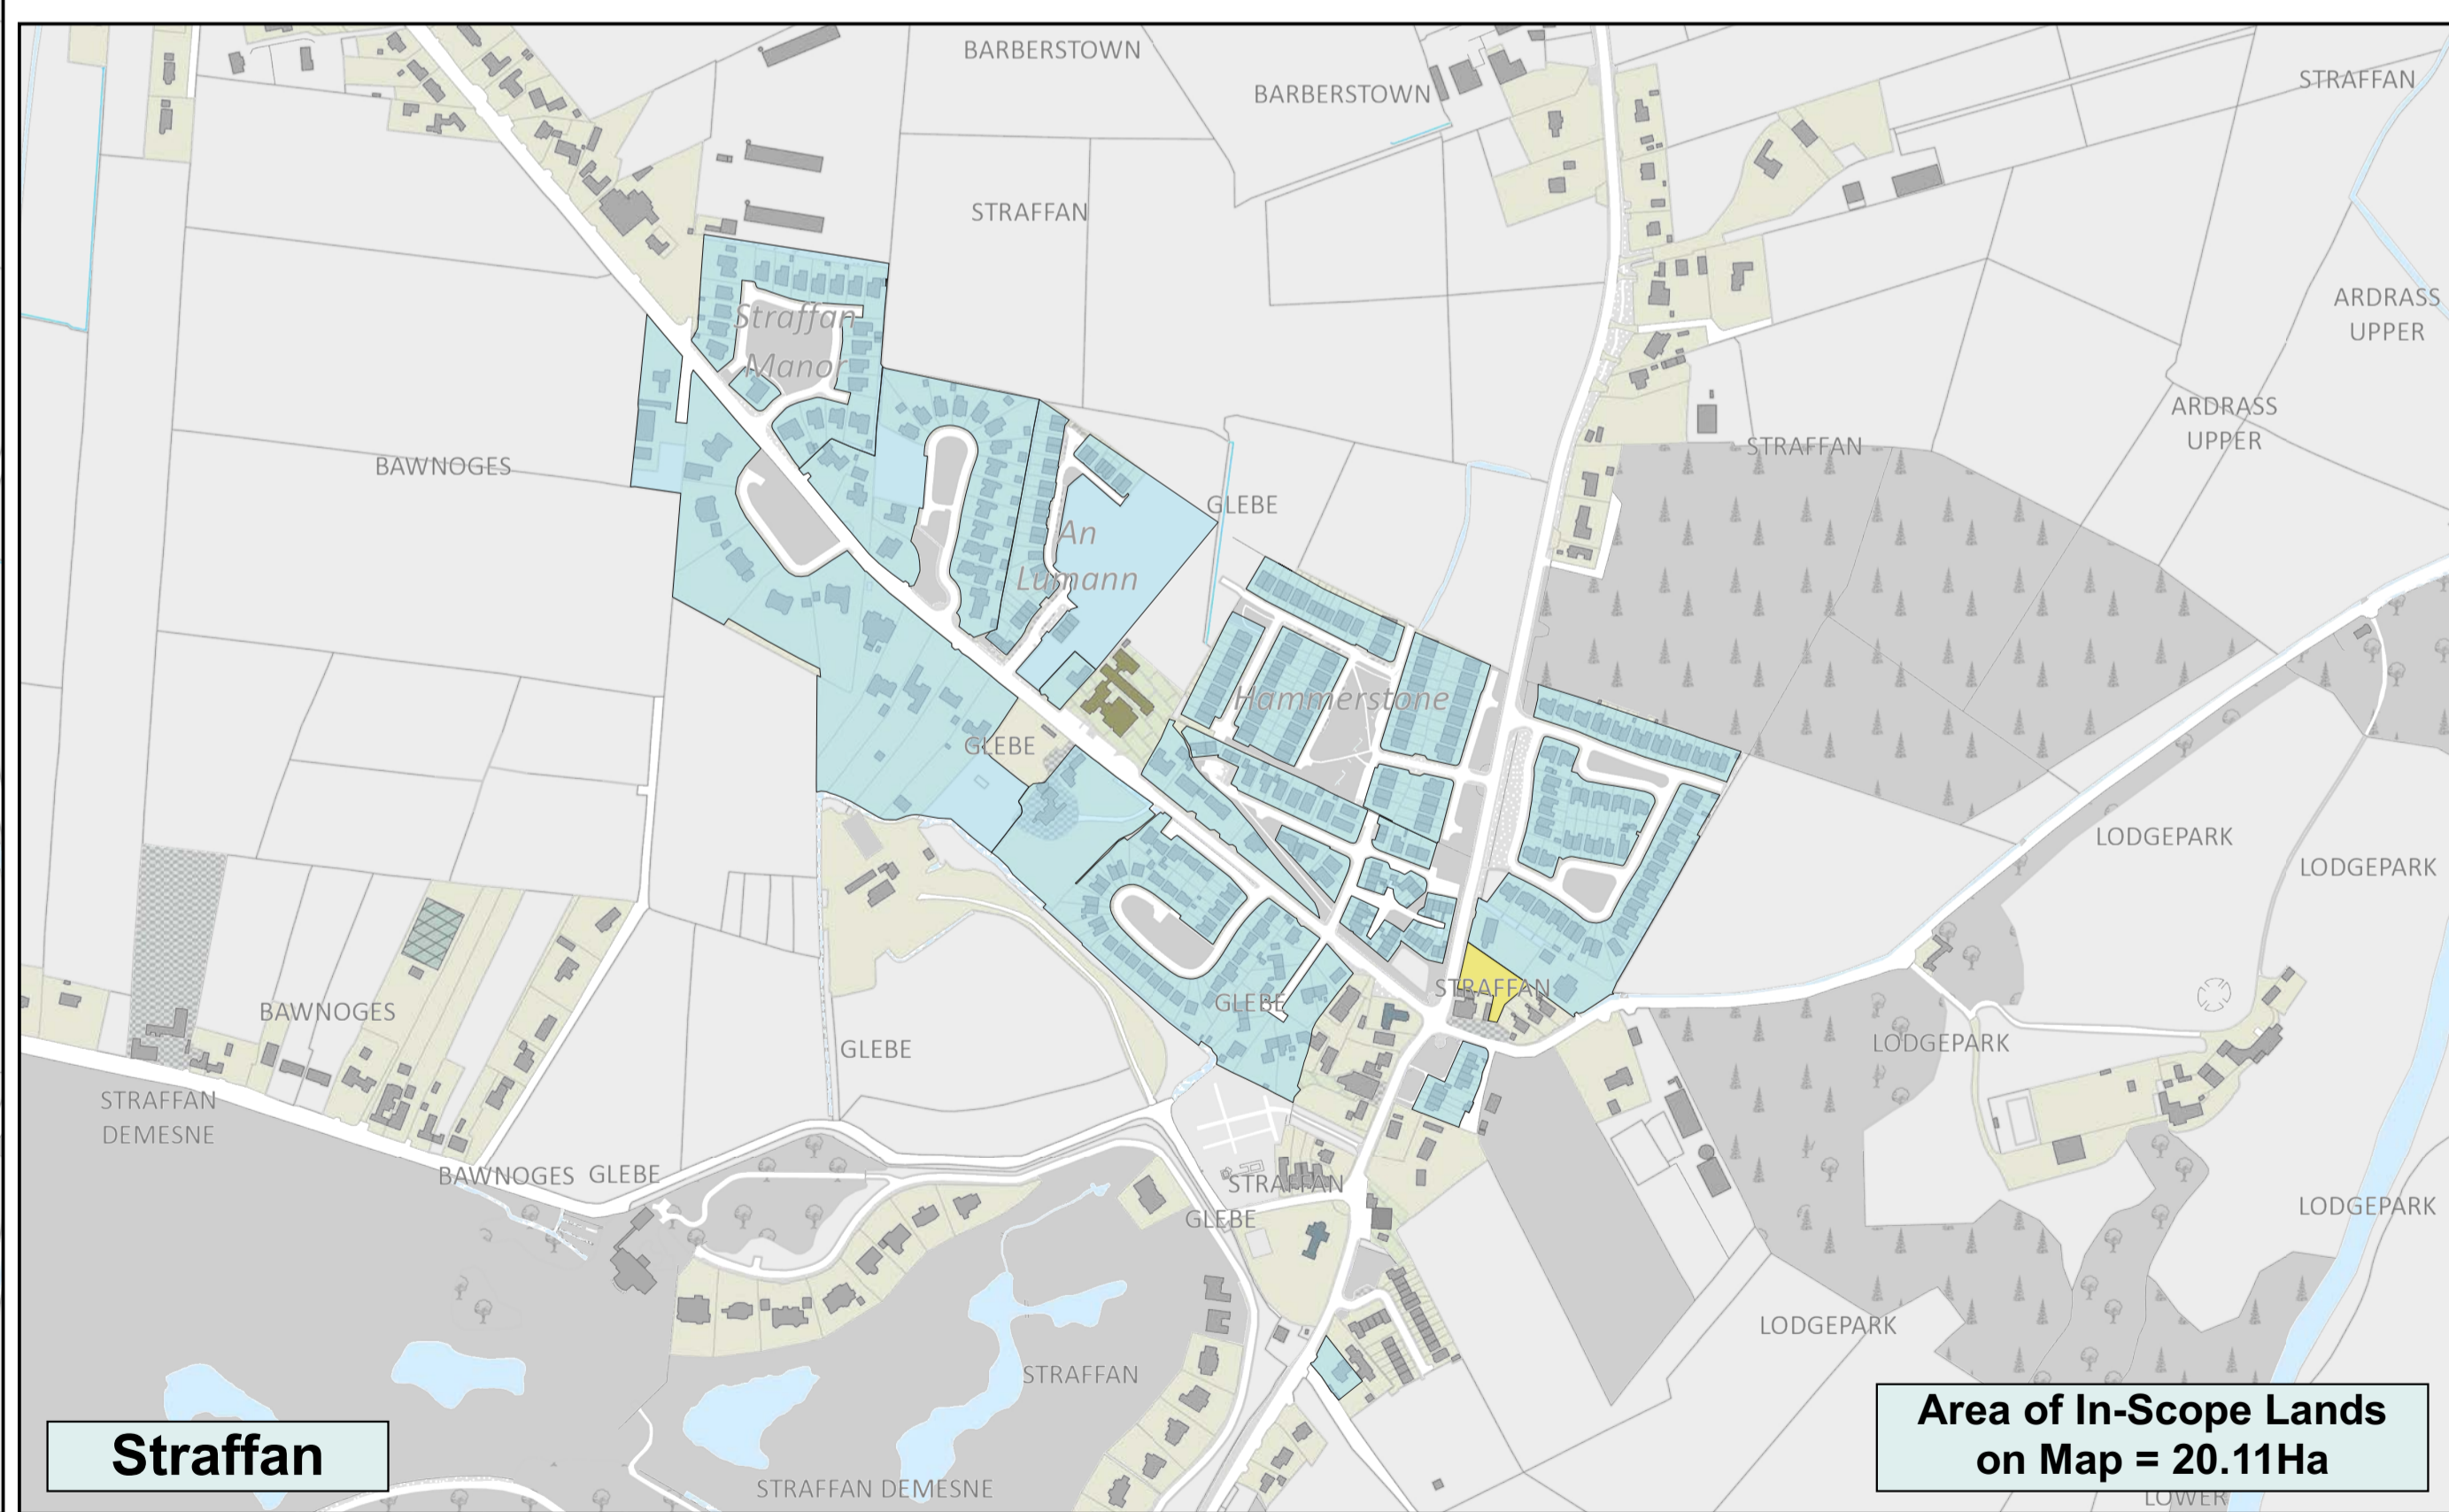 BARBERSTOWN
BARBERSTOWN
STRAFFAN
STRAFFAN
ARDRASS
UPPER
Straffan
Manor
ARDRASS
UPPER
STRAFFAN
BAWNOGES
GLEBE
An
Lumann
Hammerstone
GLEBE
LODGEPARK
LODGEPARK
STRAFFAN
GLEBE
BAWNOGES
LODGEPARK
GLEBE
STRAFFAN
DEMESNE
BAWNOGES
GLEBE
STRAFFAN
GLEBE
LODGEPARK
LODGEPARK
STRAFFAN
Area of In-Scope Lands
on Map = 20.11Ha
Straffan
STRAFFAN DEMESNE
LOWER